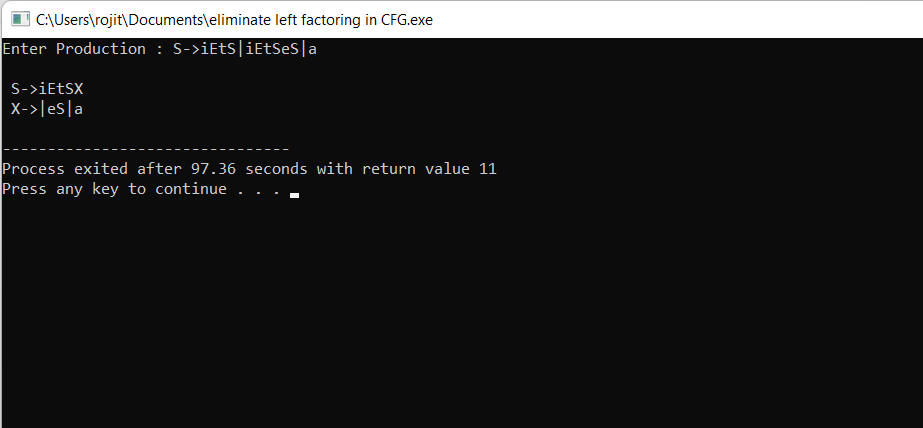 C:\Users\rojit\Documents\eliminate left factoring in CFG.exe
Enter Production : S->iEtS|iEtSeS|a
S->iEtSX
X->|eS|a
--------------------------------
Process exited after 97.36 seconds with return value 11
Press any key to continue . . .